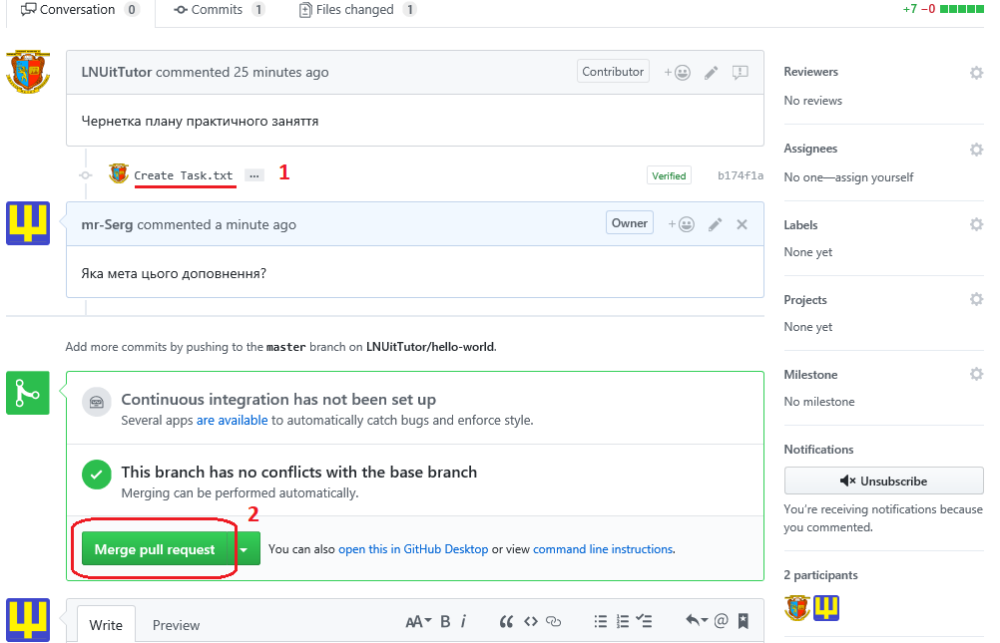 Conversation 0 Commits 1 Files changed 1 +7 −0
LNUitTutor commented 25 minutes ago Contributor
Чернетка плану практичного заняття
Create Task.txt ... 1 Verified b174f1a
mr-Serg commented a minute ago Owner
Яка мета цього доповнення?
Add more commits by pushing to the master branch on LNUitTutor/hello-world.
Continuous integration has not been set up
Several apps are available to automatically catch bugs and enforce style.
This branch has no conflicts with the base branch
Merging can be performed automatically.
2
Merge pull request You can also open this in GitHub Desktop or view command line instructions.
Write Preview AA B i “ <> @
Reviewers
No reviews
Assignees
No one—assign yourself
Labels
None yet
Projects
None yet
Milestone
No milestone
Notifications
Unsubscribe
You’re receiving notifications because
you commented.
2 participants